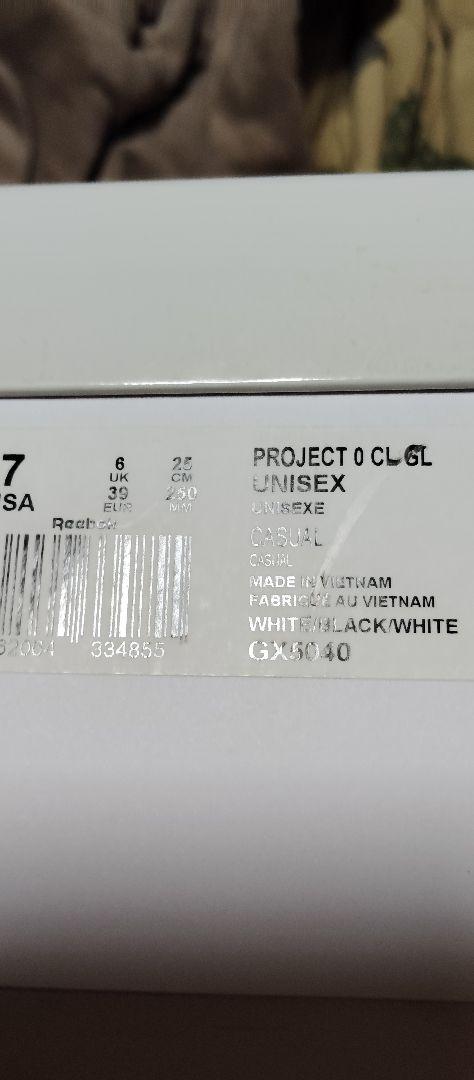 7
USA
6
UK
39
EUR
25
CM
250
MM
Reebok
334855
PROJECT 0 CL GL
UNISEX
UNISEXE
CASUAL
CASUAL
MADE IN VIETNAM
FABRIQUÉ AU VIETNAM
WHITE/BLACK/WHITE
GX5040